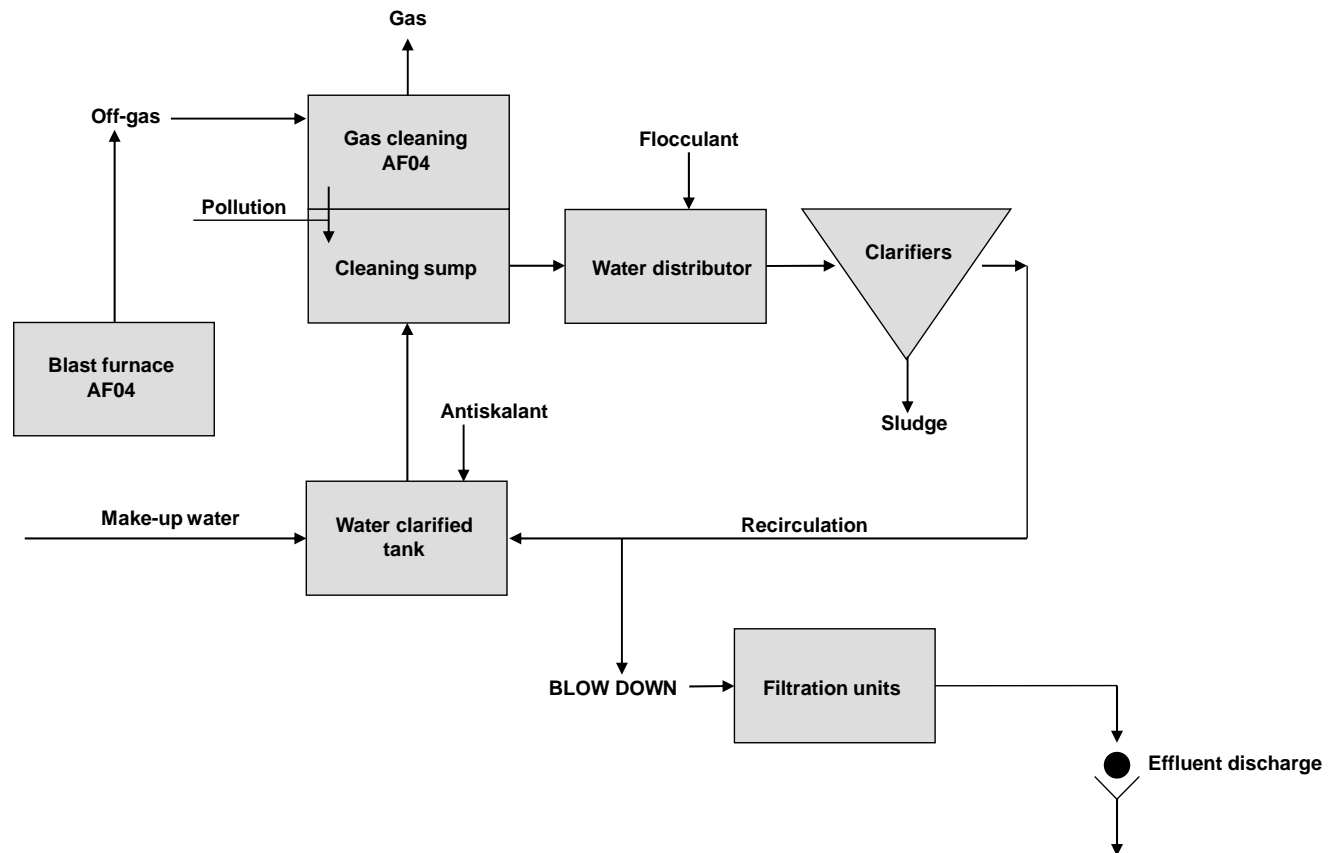 Gas
Off-gas
Gas cleaning
AF04
Flocculant
Pollution
Cleaning sump
Water distributor
Clarifiers
Blast furnace
AF04
Antiskalant
Sludge
Make-up water
Water clarified
tank
Recirculation
BLOW DOWN
Filtration units
Effluent discharge